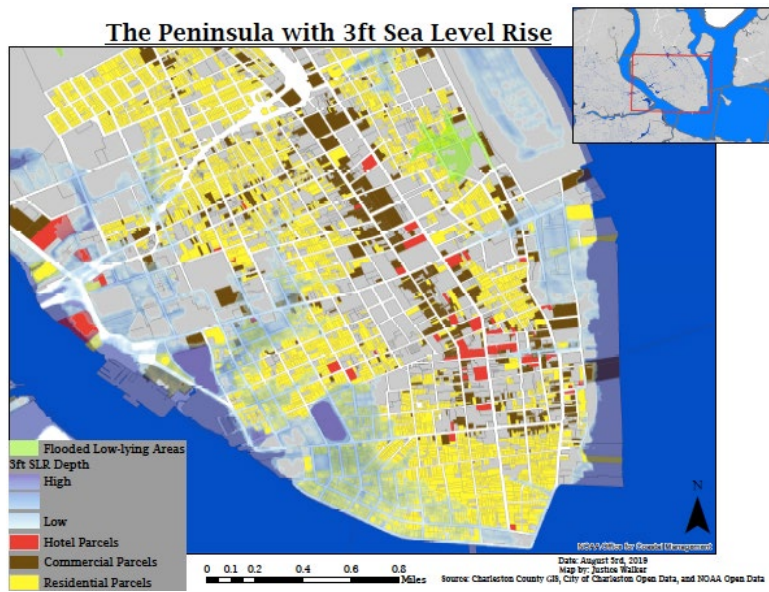 The Peninsula with 3ft Sea Level Rise
Flooded Low-lying Areas
3ft SLR Depth
High
Low
Hotel Parcels
Commercial Parcels
Residential Parcels
0 0.1 0.2 0.4 0.6 0.8
Miles
N
NOAA Office for Coastal Management
Date: August 3rd, 2019
Map by: Justice Walker
Source: Charleston County GIS, City of Charleston Open Data, and NOAA Open Data